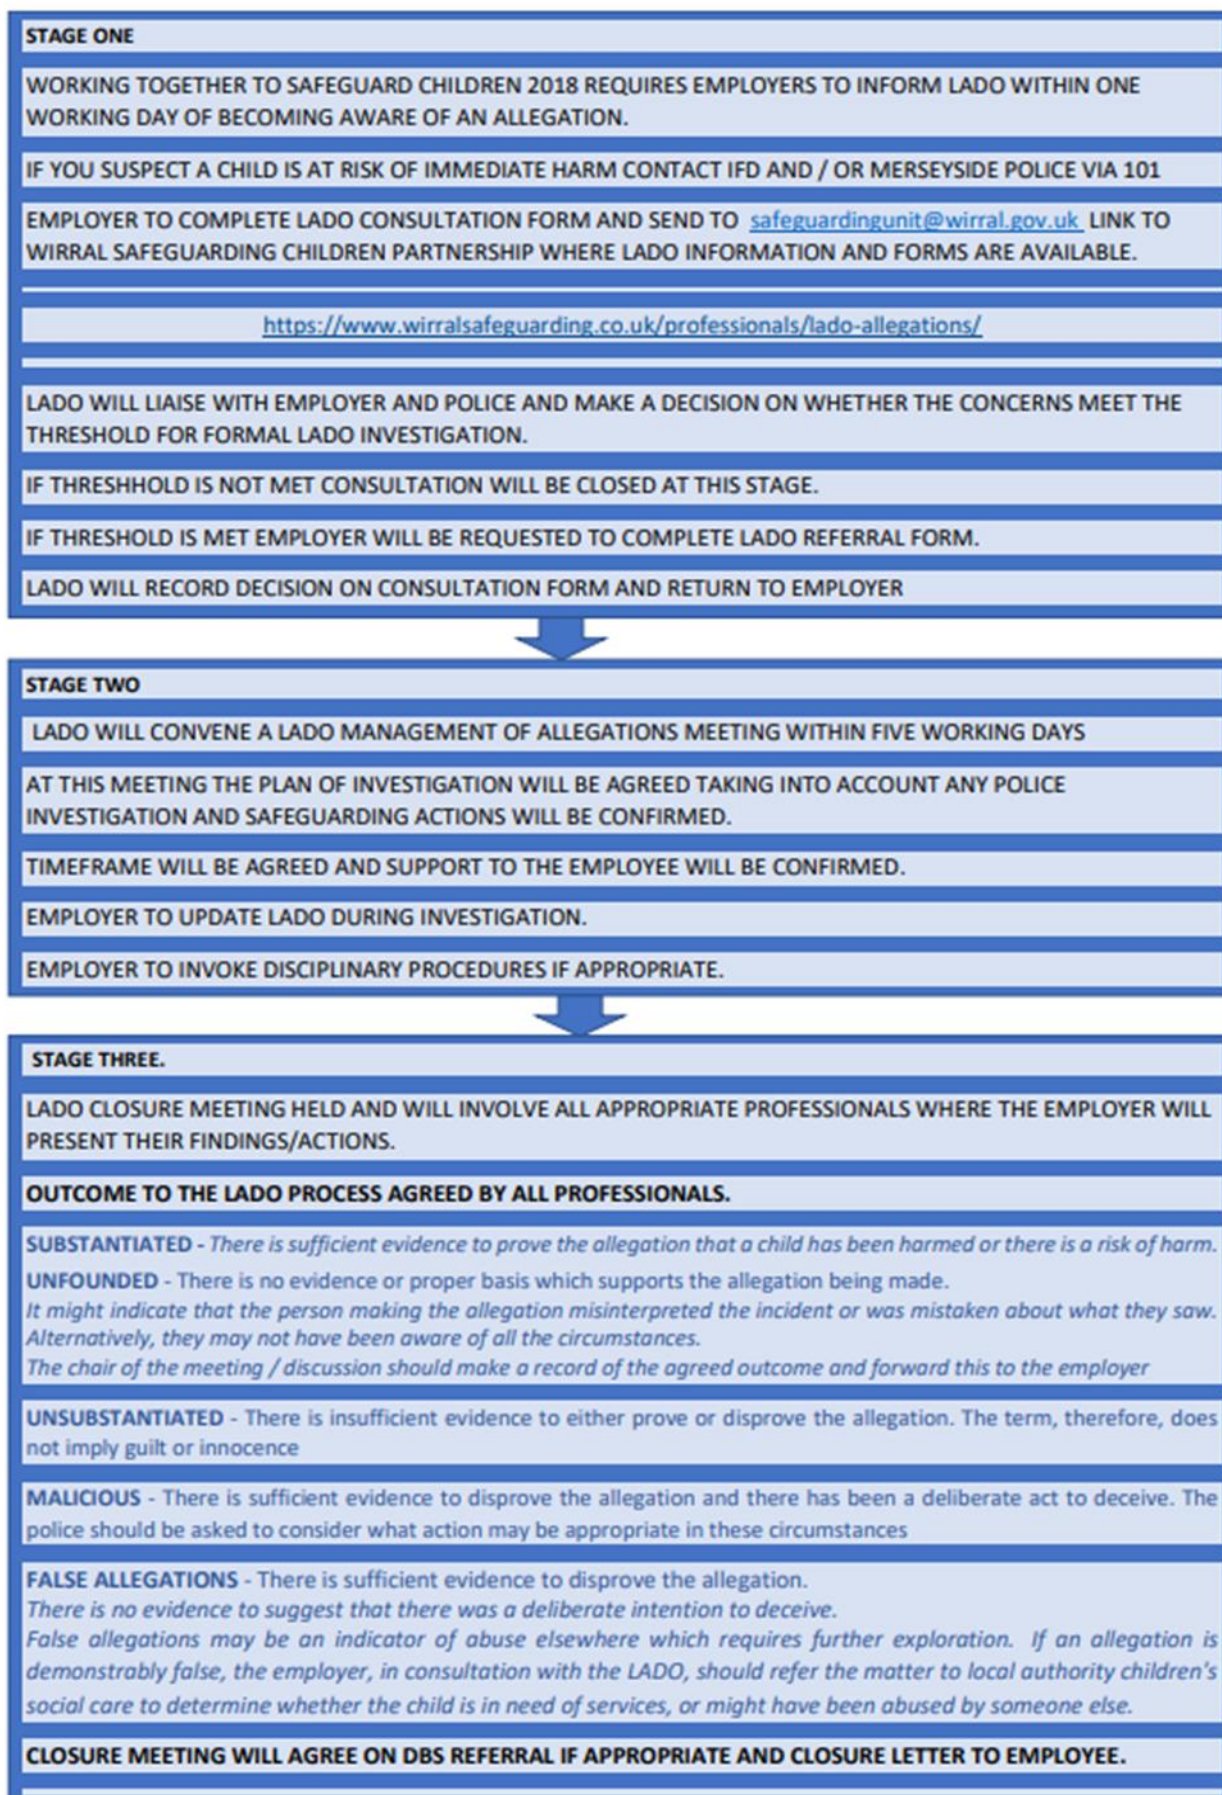 STAGE ONE
WORKING TOGETHER TO SAFEGUARD CHILDREN 2018 REQUIRES EMPLOYERS TO INFORM LADO WITHIN ONE
WORKING DAY OF BECOMING AWARE OF AN ALLEGATION.
IF YOU SUSPECT A CHILD IS AT RISK OF IMMEDIATE HARM CONTACT IFD AND / OR MERSEYSIDE POLICE VIA 101
EMPLOYER TO COMPLETE LADO CONSULTATION FORM AND SEND TO safeguardingunit@wirral.gov.uk LINK TO
WIRRAL SAFEGUARDING CHILDREN PARTNERSHIP WHERE LADO INFORMATION AND FORMS ARE AVAILABLE.
https://www.wirralsafeguarding.co.uk/professionals/lado-allegations/
LADO WILL LIAISE WITH EMPLOYER AND POLICE AND MAKE A DECISION ON WHETHER THE CONCERNS MEET THE
THRESHOLD FOR FORMAL LADO INVESTIGATION.
IF THRESHHOLD IS NOT MET CONSULTATION WILL BE CLOSED AT THIS STAGE.
IF THRESHOLD IS MET EMPLOYER WILL BE REQUESTED TO COMPLETE LADO REFERRAL FORM.
LADO WILL RECORD DECISION ON CONSULTATION FORM AND RETURN TO EMPLOYER
STAGE TWO
LADO WILL CONVENE A LADO MANAGEMENT OF ALLEGATIONS MEETING WITHIN FIVE WORKING DAYS
AT THIS MEETING THE PLAN OF INVESTIGATION WILL BE AGREED TAKING INTO ACCOUNT ANY POLICE
INVESTIGATION AND SAFEGUARDING ACTIONS WILL BE CONFIRMED.
TIMEFRAME WILL BE AGREED AND SUPPORT TO THE EMPLOYEE WILL BE CONFIRMED.
EMPLOYER TO UPDATE LADO DURING INVESTIGATION.
EMPLOYER TO INVOKE DISCIPLINARY PROCEDURES IF APPROPRIATE.
STAGE THREE.
LADO CLOSURE MEETING HELD AND WILL INVOLVE ALL APPROPRIATE PROFESSIONALS WHERE THE EMPLOYER WILL
PRESENT THEIR FINDINGS/ACTIONS.
OUTCOME TO THE LADO PROCESS AGREED BY ALL PROFESSIONALS.
SUBSTANTIATED - There is sufficient evidence to prove the allegation that a child has been harmed or there is a risk of harm.
UNFOUNDED - There is no evidence or proper basis which supports the allegation being made.
It might indicate that the person making the allegation misinterpreted the incident or was mistaken about what they saw.
Alternatively, they may not have been aware of all the circumstances.
The chair of the meeting / discussion should make a record of the agreed outcome and forward this to the employer
UNSUBSTANTIATED - There is insufficient evidence to either prove or disprove the allegation. The term, therefore, does
not imply guilt or innocence
MALICIOUS - There is sufficient evidence to disprove the allegation and there has been a deliberate act to deceive. The
police should be asked to consider what action may be appropriate in these circumstances
FALSE ALLEGATIONS - There is sufficient evidence to disprove the allegation.
There is no evidence to suggest that there was a deliberate intention to deceive.
False allegations may be an indicator of abuse elsewhere which requires further exploration. If an allegation is
demonstrably false, the employer, in consultation with the LADO, should refer the matter to local authority children's
social care to determine whether the child is in need of services, or might have been abused by someone else.
CLOSURE MEETING WILL AGREE ON DBS REFERRAL IF APPROPRIATE AND CLOSURE LETTER TO EMPLOYEE.